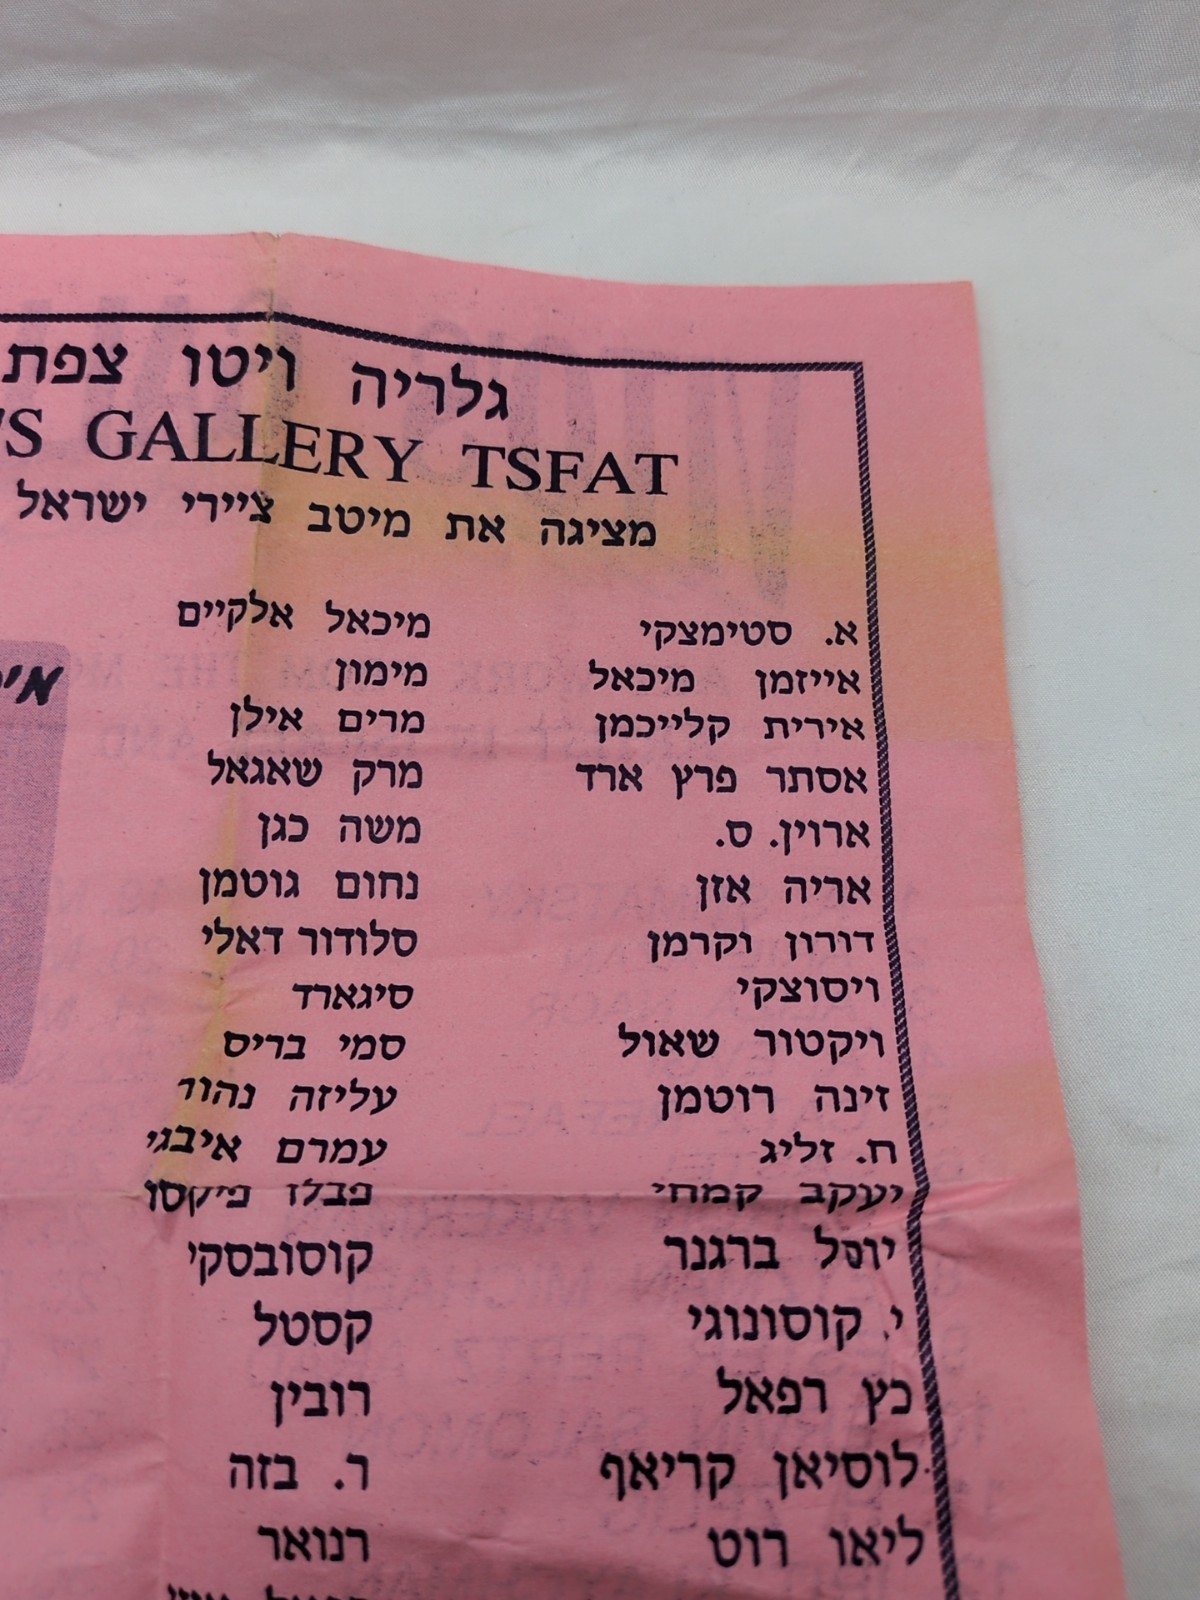 גלריה ויטו צפת
'S GALLERY TSFAT
מציגה את מיטב ציירי ישראל
א. סטימצקי
אייזמן מיכאל
אירית קלייכמן
אסתר פרץ ארד
ארוין. ס.
אריה אזן
דורון וקרמן
ויסוצקי
ויקטור שאול
זינה רוטמן
ח. זליג
יעקב קמחי
יוסל ברגנר
י. קוסונוגי
כץ רפאל
לוסיאן קריאף
ליאו רוט
מיכאל אלקיים
מימון
מרים אילן
מרק שאגאל
משה כגן
נחום גוטמן
סלודור דאלי
סיגארד
סמי בריס
עליזה נהור
עמרם איבגי
פבלו פיקסו
קוסובסקי
קסטל
רובין
ר. בזה
רנואר